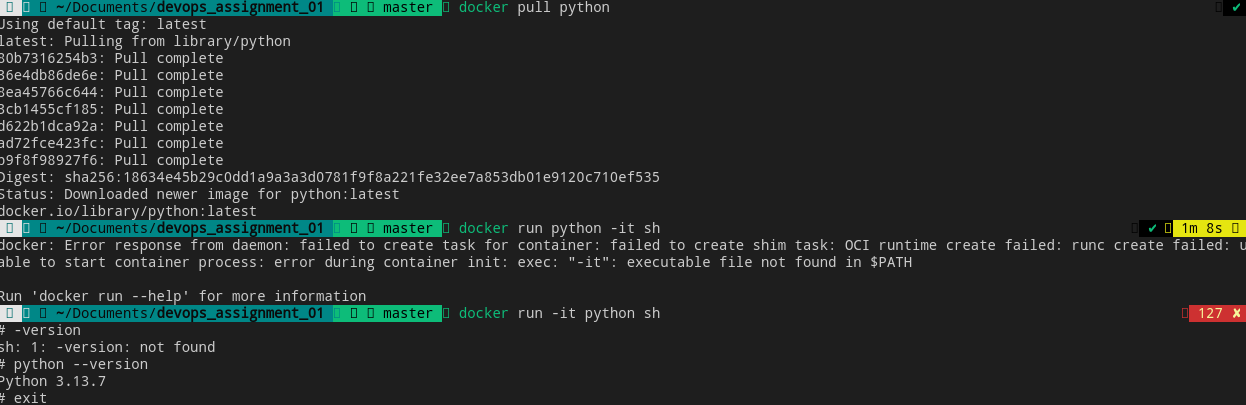 ~/Documents/devops_assignment_01 master docker pull python ✔
Using default tag: latest
latest: Pulling from library/python
80b7316254b3: Pull complete
36e4db86de6e: Pull complete
8ea45766c644: Pull complete
3cb1455cf185: Pull complete
d622b1dca92a: Pull complete
ad72fce423fc: Pull complete
b9f8f98927f6: Pull complete
Digest: sha256:18634e45b29c0dd1a9a3a3d0781f9f8a221fe32ee7a853db01e9120c710ef535
Status: Downloaded newer image for python:latest
docker.io/library/python:latest
~/Documents/devops_assignment_01 master docker run python -it sh ✔ 1m 8s
docker: Error response from daemon: failed to create task for container: failed to create shim task: OCI runtime create failed: runc create failed: u
able to start container process: error during container init: exec: "-it": executable file not found in $PATH
Run 'docker run --help' for more information
~/Documents/devops_assignment_01 master docker run -it python sh 127 ✘
# -version
sh: 1: -version: not found
# python --version
Python 3.13.7
# exit